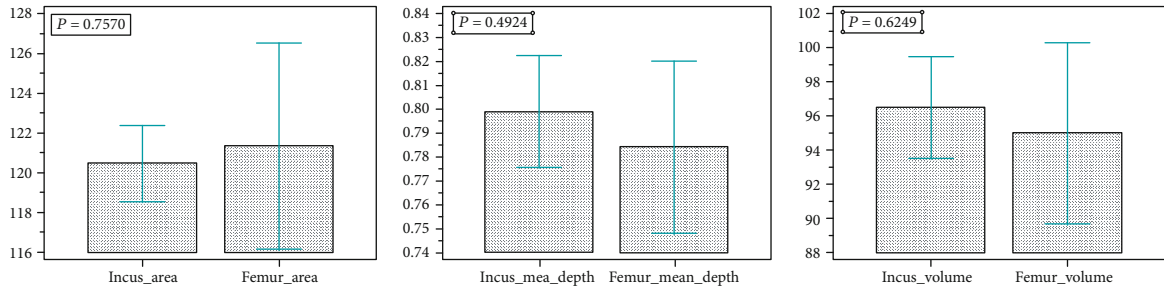 128
126
124
122
120
118
116
P = 0.7570
Incus_area
Femur_area
0.84
0.83
0.82
0.81
0.80
0.79
0.78
0.77
0.76
0.75
0.74
P = 0.4924
Incus_mea_depth
Femur_mean_depth
102
100
98
96
94
92
90
88
P = 0.6249
Incus_volume
Femur_volume